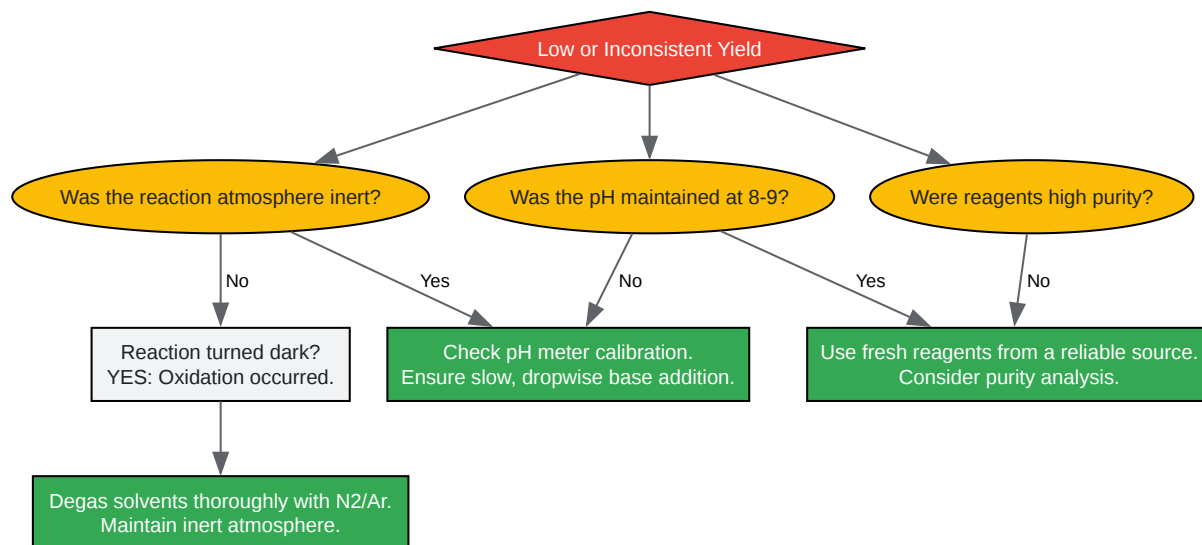 Low or Inconsistent Yield
Was the reaction atmosphere inert?
Was the pH maintained at 8-9?
Were reagents high purity?
No
Yes
No
Yes
No
Reaction turned dark?
YES: Oxidation occurred.
Check pH meter calibration.
Ensure slow, dropwise base addition.
Use fresh reagents from a reliable source.
Consider purity analysis.
Degas solvents thoroughly with N2/Ar.
Maintain inert atmosphere.